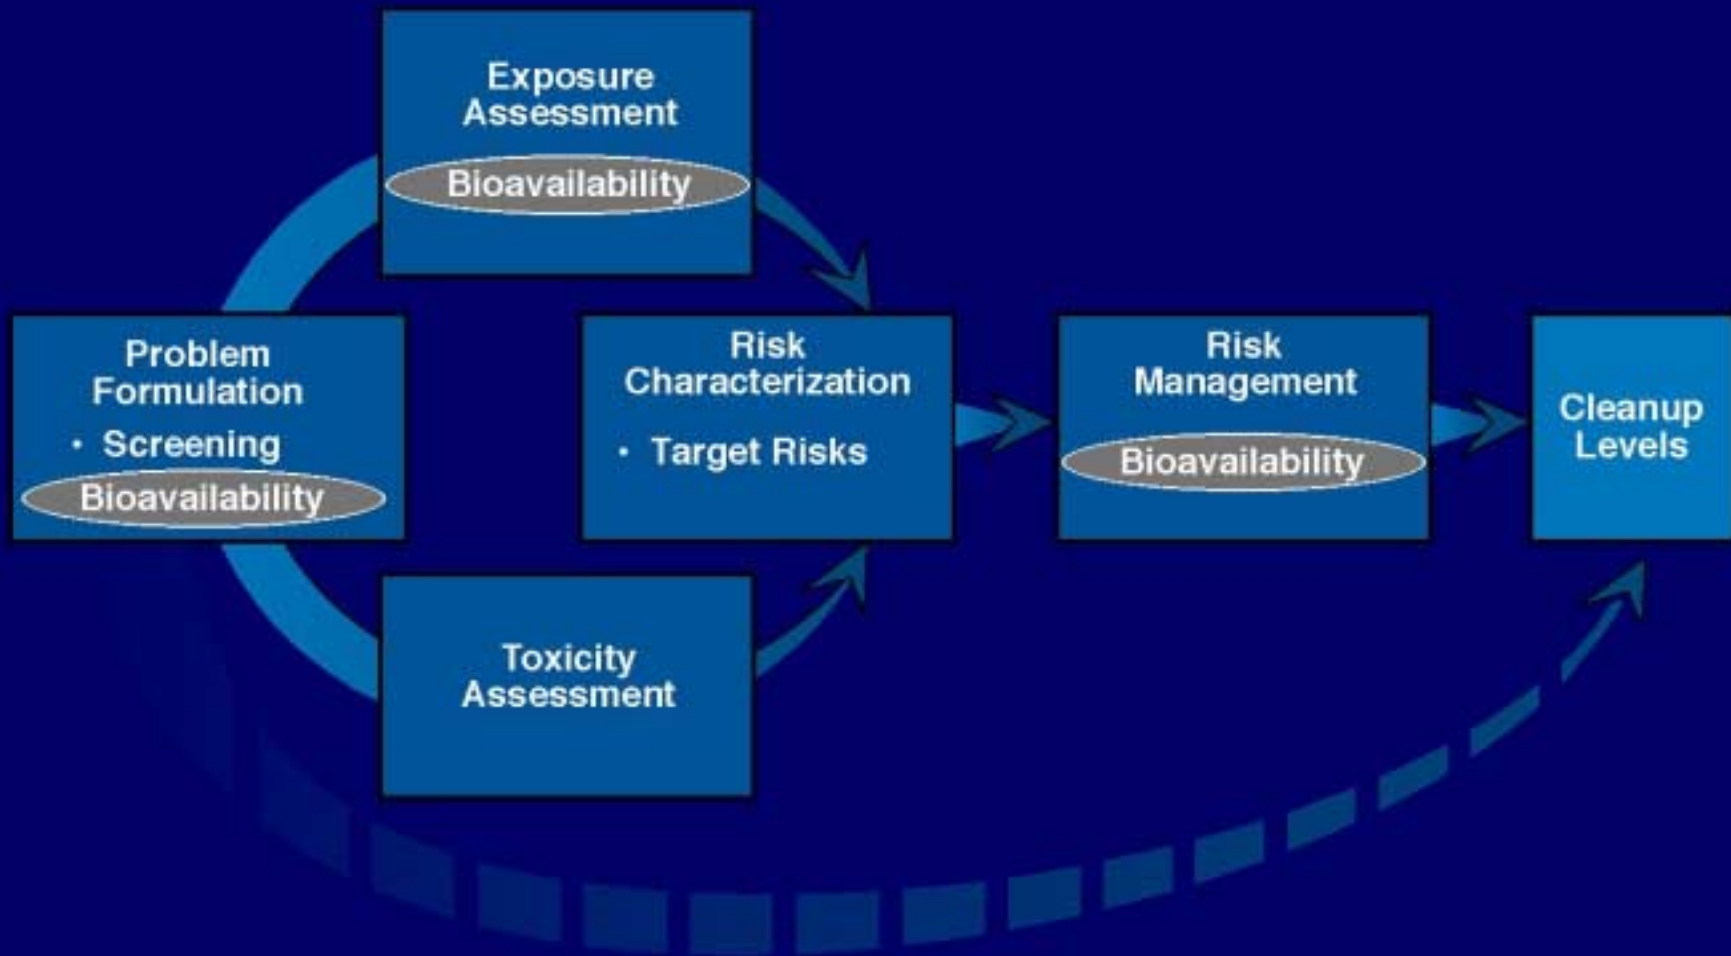 Exposure
Assessment
Bioavailability
Problem
Formulation
• Screening
Bioavailability
Risk
Characterization
• Target Risks
Risk
Management
Bioavailability
Cleanup
Levels
Toxicity
Assessment